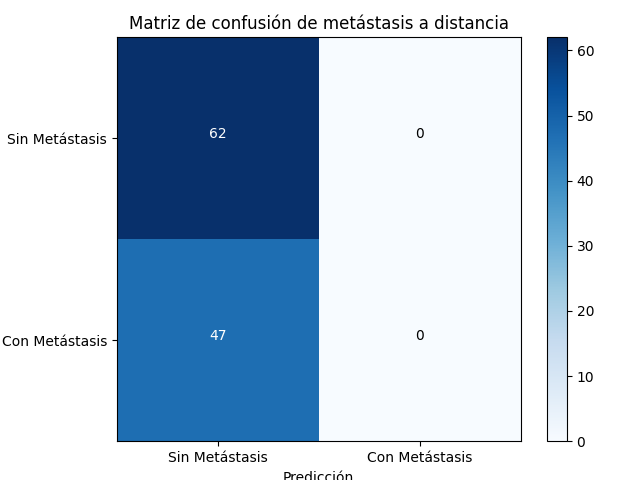 Matriz de confusión de metástasis a distancia
Sin Metástasis
62
0
Con Metástasis
47
0
Sin Metástasis
Con Metástasis
Predicción
60
50
40
30
20
10
0